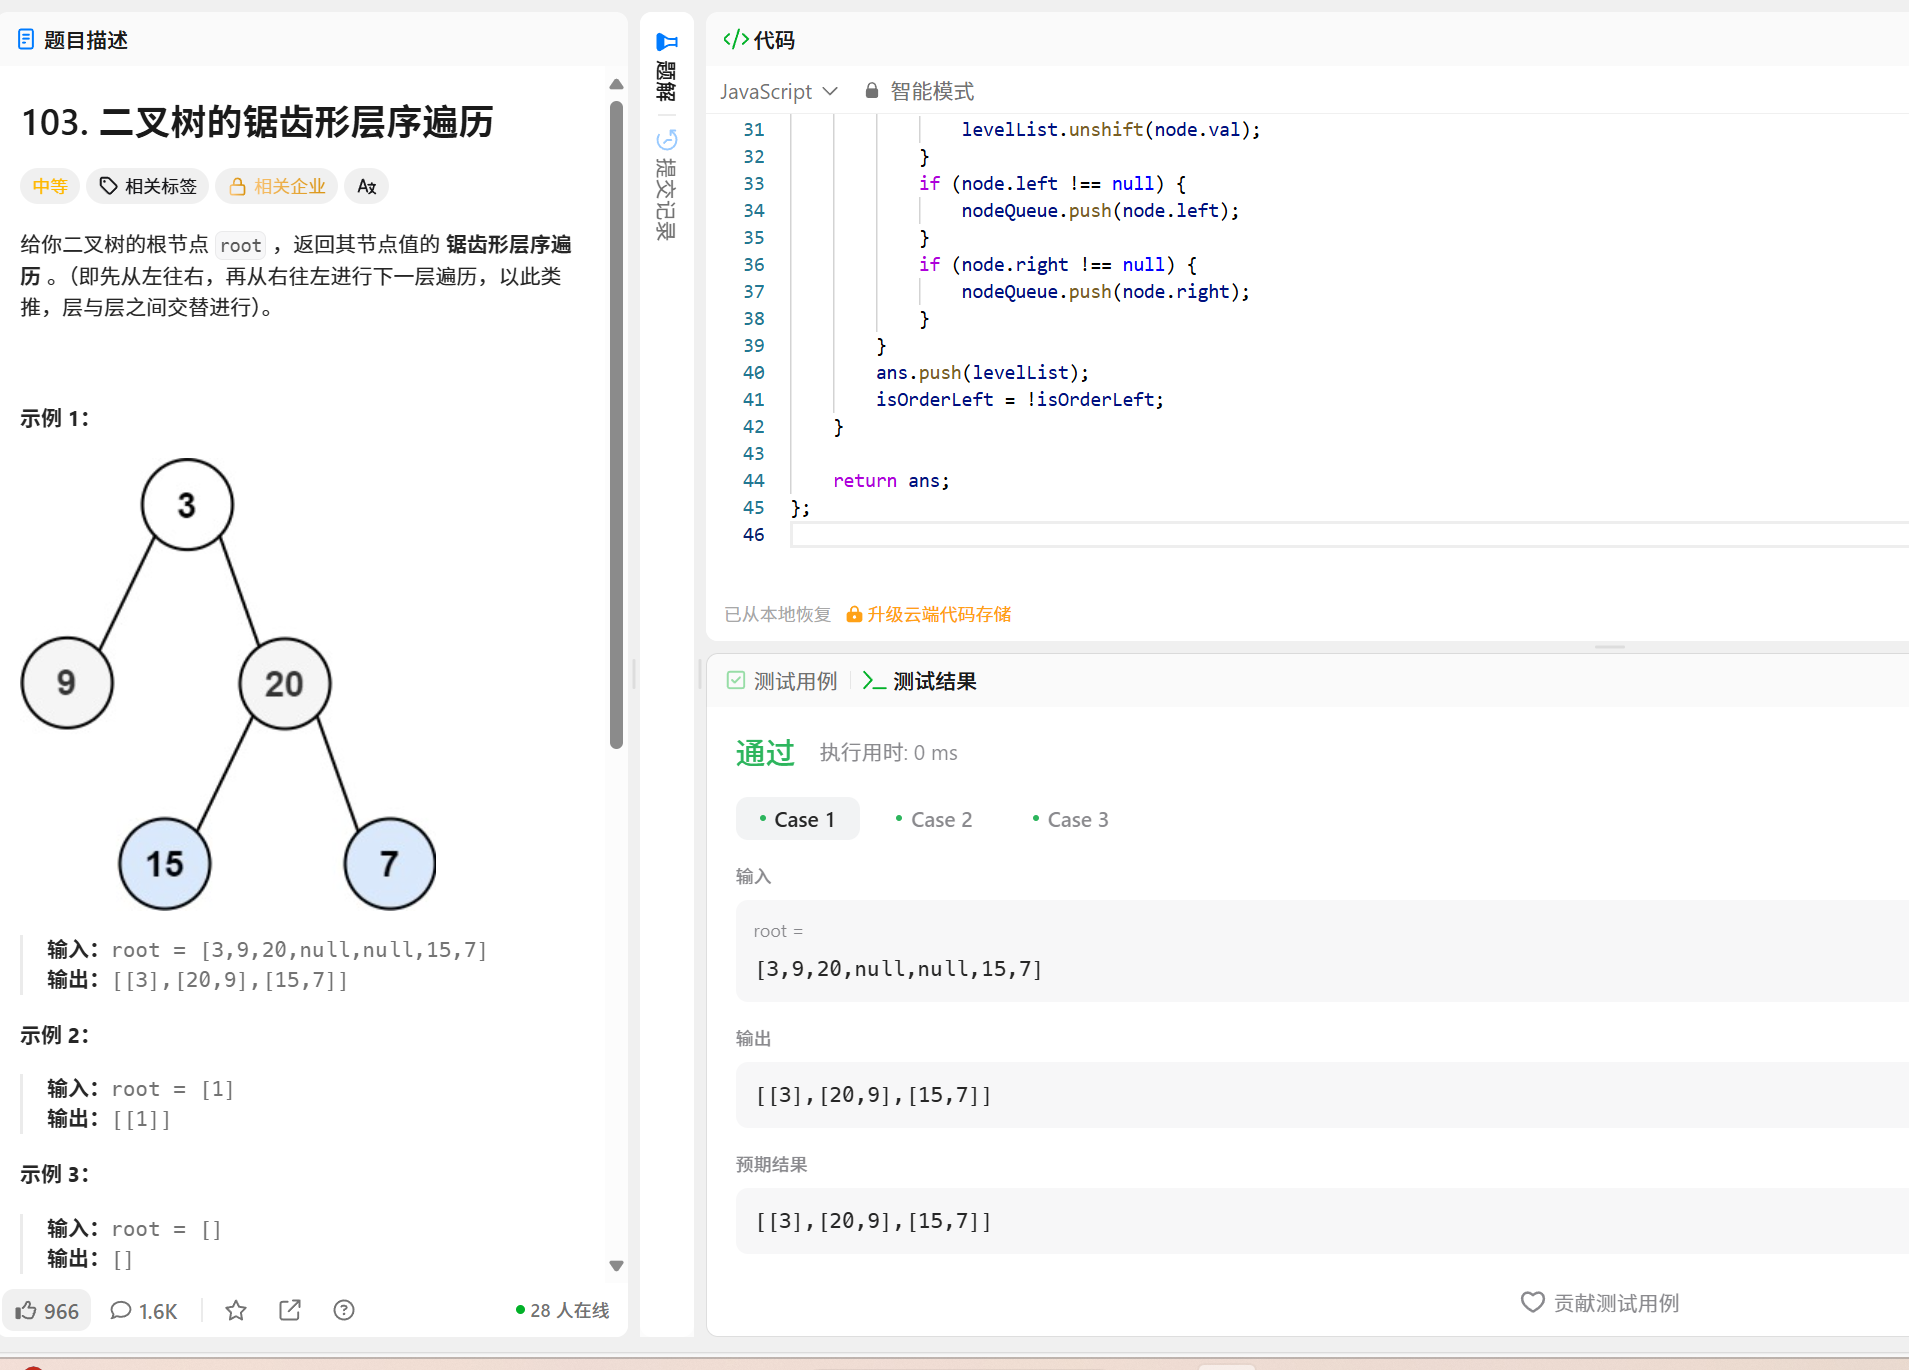 题目描述
103. 二叉树的锯齿形层序遍历
中等 相关标签 相关企业
给你二叉树的根节点 root ，返回其节点值的 锯齿形层序遍
历 。（即先从左往右，再从右往左进行下一层遍历，以此类
推，层与层之间交替进行）。
示例 1：
3
9
20
15
7
输入：root = [3,9,20,null,null,15,7]
输出：[[3],[20,9],[15,7]]
示例 2：
输入：root = [1]
输出：[[1]]
示例 3：
输入：root = []
输出：[]
966 1.6K 28 人在线
题解
提交记录
</> 代码
JavaScript 智能模式
31 levelList.unshift(node.val);
32 }
33 if (node.left !== null) {
34 nodeQueue.push(node.left);
35 }
36 if (node.right !== null) {
37 nodeQueue.push(node.right);
38 }
39 }
40 ans.push(levelList);
41 isOrderLeft = !isOrderLeft;
42 }
43
44 return ans;
45 };
46
已从本地恢复 升级云端代码存储
测试用例 >_ 测试结果
通过 执行用时: 0 ms
Case 1 Case 2 Case 3
输入
root =
[3,9,20,null,null,15,7]
输出
[[3],[20,9],[15,7]]
预期结果
[[3],[20,9],[15,7]]
贡献测试用例